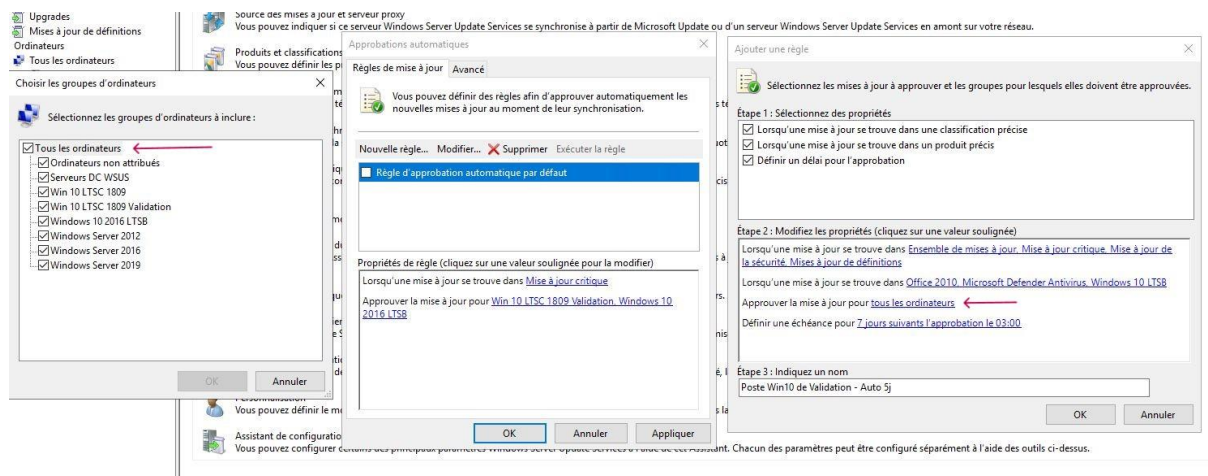 Upgrades
Mises à jour de définitions
Ordinateurs
Tous les ordinateurs
Source des mises à jour et serveur proxy
Vous pouvez indiquer si ce serveur Windows Server Update Services se synchronise à partir de Microsoft Update ou d'un serveur Windows Server Update Services en amont sur votre réseau.
Produits et classifications
Vous pouvez définir les p
Choisir les groupes d'ordinateurs
Sélectionnez les groupes d'ordinateurs à inclure :
Tous les ordinateurs
Ordinateurs non attribués
Serveurs DC WSUS
Win 10 LTSC 1809
Win 10 LTSC 1809 Validation
Windows 10 2016 LTSB
Windows Server 2012
Windows Server 2016
Windows Server 2019
OK Annuler
Approbations automatiques
Règles de mise à jour Avancé
Vous pouvez définir des règles afin d'approuver automatiquement les
nouvelles mises à jour au moment de leur synchronisation.
Nouvelle règle... Modifier... Supprimer Exécuter la règle
Règle d'approbation automatique par défaut
Propriétés de règle (cliquez sur une valeur soulignée pour la modifier)
Lorsqu'une mise à jour se trouve dans Mise à jour critique
Approuver la mise à jour pour Win 10 LTSC 1809 Validation, Windows 10
2016 LTSB
OK Annuler Appliquer
Ajouter une règle
Sélectionnez les mises à jour à approuver et les groupes pour lesquels elles doivent être approuvées.
Étape 1 : Sélectionnez des propriétés
Lorsqu'une mise à jour se trouve dans une classification précise
Lorsqu'une mise à jour se trouve dans un produit précis
Définir un délai pour l'approbation
Étape 2 : Modifiez les propriétés (cliquez sur une valeur soulignée)
Lorsqu'une mise à jour se trouve dans Ensemble de mises à jour, Mise à jour critique, Mise à jour de
la sécurité, Mises à jour de définitions
Lorsqu'une mise à jour se trouve dans Office 2010, Microsoft Defender Antivirus, Windows 10 LTSB
Approuver la mise à jour pour tous les ordinateurs
Définir une échéance pour 7 jours suivants l'approbation le 03:00
Étape 3 : Indiquez un nom
Poste Win10 de Validation - Auto 5j
OK Annuler
Personnalisation
Vous pouvez définir le m
Assistant de configuratio
Vous pouvez configurer certains des principaux paramètres Windows Server Update Services à l'aide de cet Assistant. Chacun des paramètres peut être configuré séparément à l'aide des outils ci-dessus.